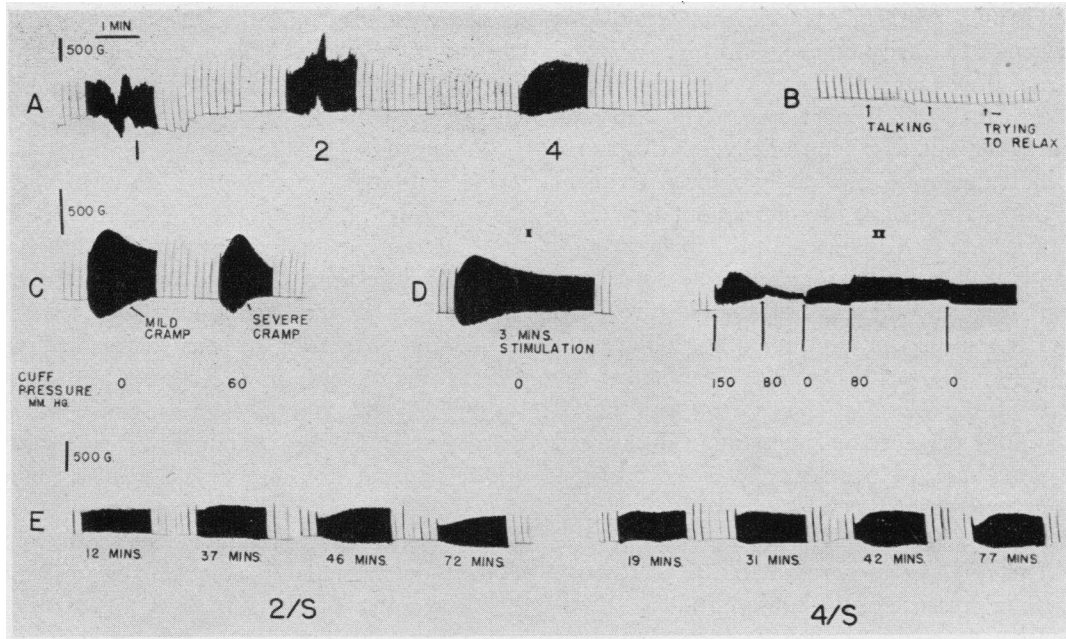 1 MIN.
500 G.
A
1
2
4
B
TALKING
TRYING
TO RELAX
500 G.
C
MILD
CRAMP
SEVERE
CRAMP
D
I
3 MINS.
STIMULATION
II
CUFF
PRESSURE
MM. HG.
0
60
0
150
80
0
80
0
500 G.
E
12 MINS.
37 MINS.
46 MINS.
72 MINS.
19 MINS.
31 MINS.
42 MINS.
77 MINS.
2/S
4/S